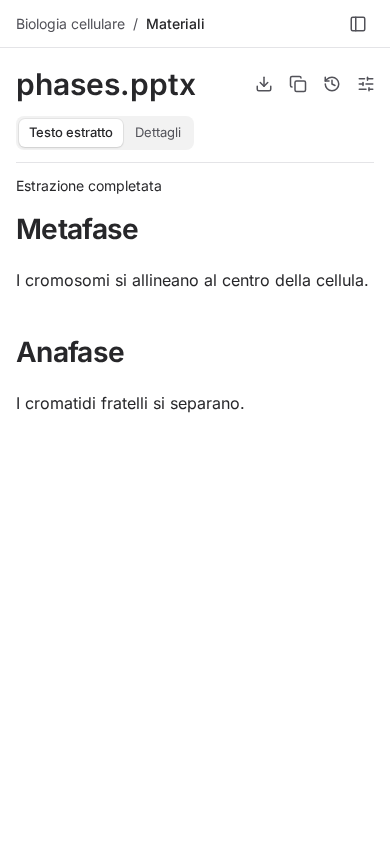 Biologia cellulare / Materiali
phases.pptx
Testo estratto Dettagli
Estrazione completata
Metafase
I cromosomi si allineano al centro della cellula.
Anafase
I cromatidi fratelli si separano.